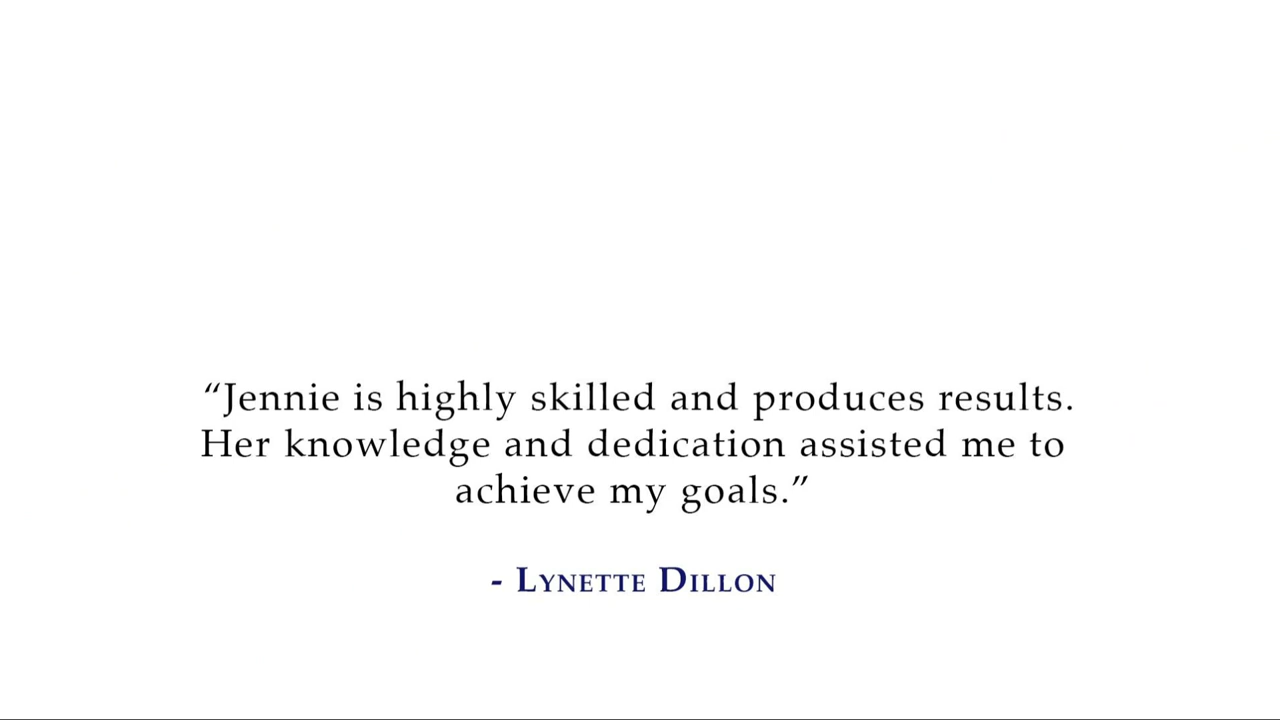 “Jennie is highly skilled and produces results.
Her knowledge and dedication assisted me to
achieve my goals.”
- Lynette Dillon